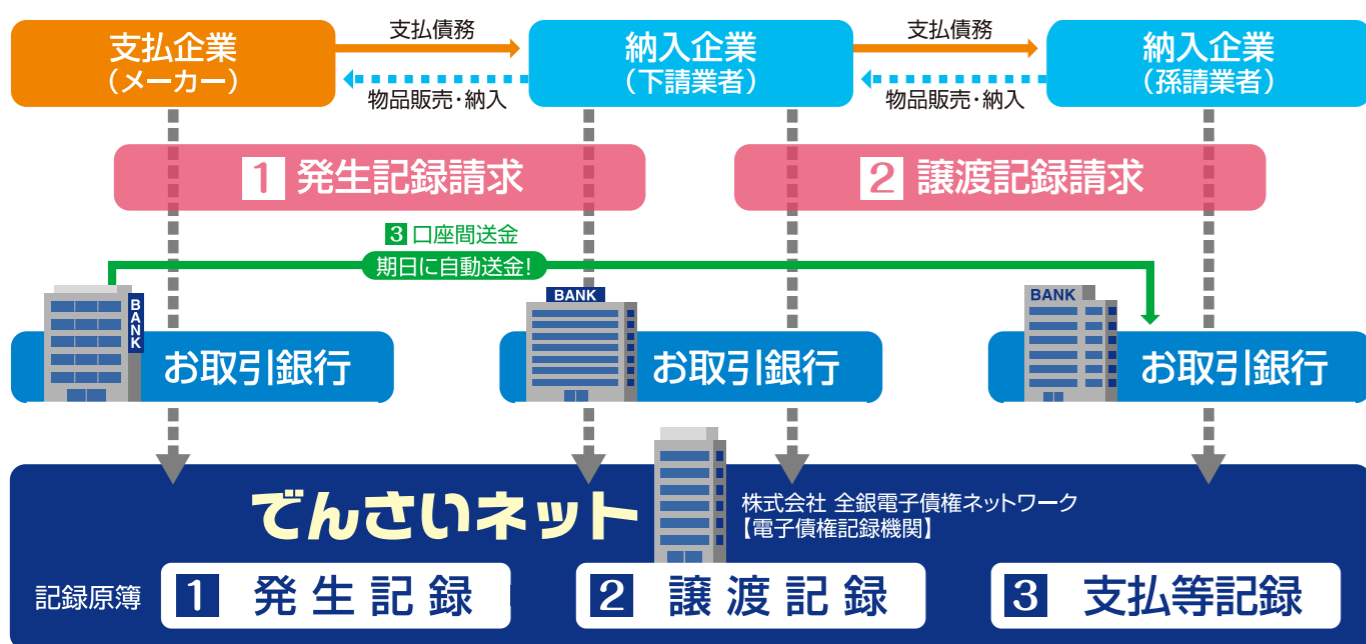 支払企業
（メーカー）
支払債務
物品販売・納入
納入企業
（下請業者）
支払債務
物品販売・納入
納入企業
（孫請業者）
1 発生記録請求
2 譲渡記録請求
3 口座間送金
期日に自動送金！
BANK
お取引銀行
BANK
お取引銀行
BANK
お取引銀行
でんさいネット
株式会社 全銀電子債権ネットワーク
【電子債権記録機関】
記録原簿
1 発生記録
2 譲渡記録
3 支払等記録